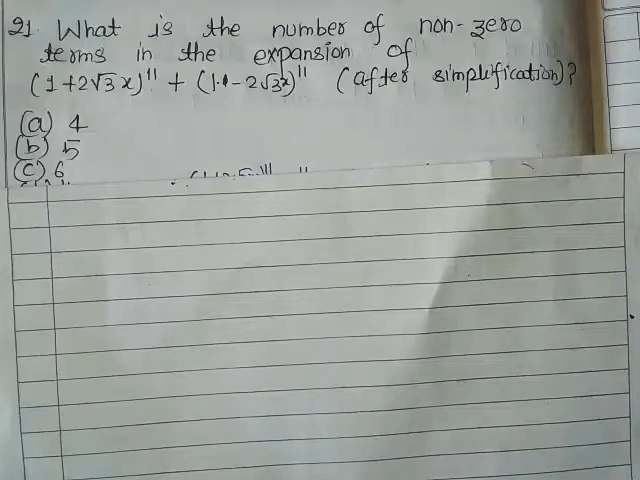 21. What is the number of non-zero
terms in the expansion of
(1+2√3x)¹¹ + (1-2√3x)¹¹ (after simplification)?
(a) 4
(b) 5
(c) 6